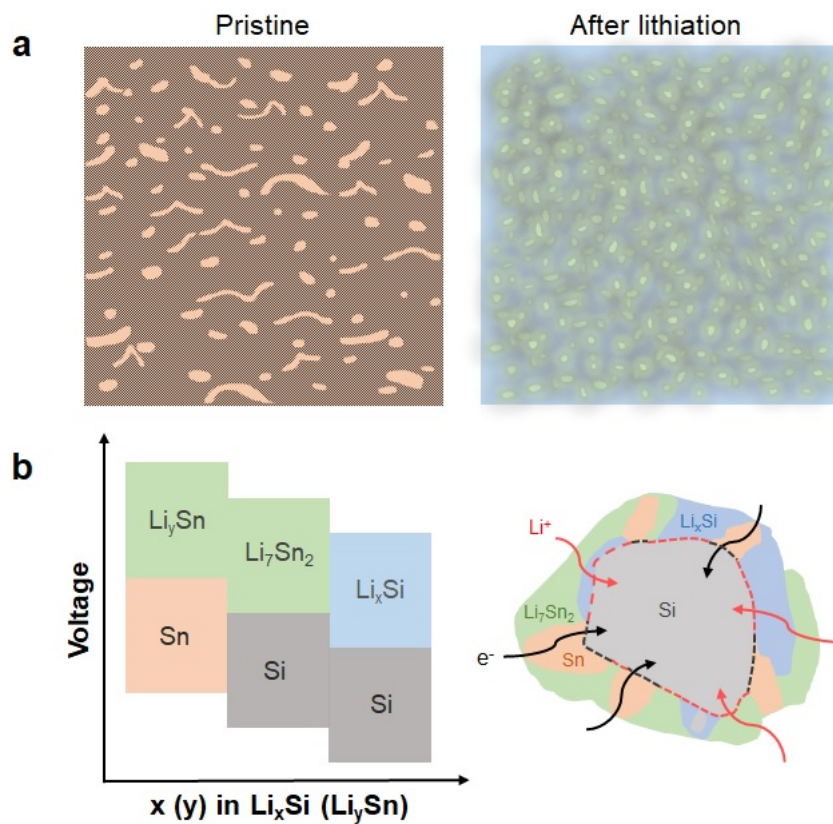 Pristine
After lithiation
a
b
Voltage
LiySn
Sn
Li7Sn2
Si
LixSi
Si
x (y) in LixSi (LiySn)
Li+
LixSi
Si
Li7Sn2
Sn
e-